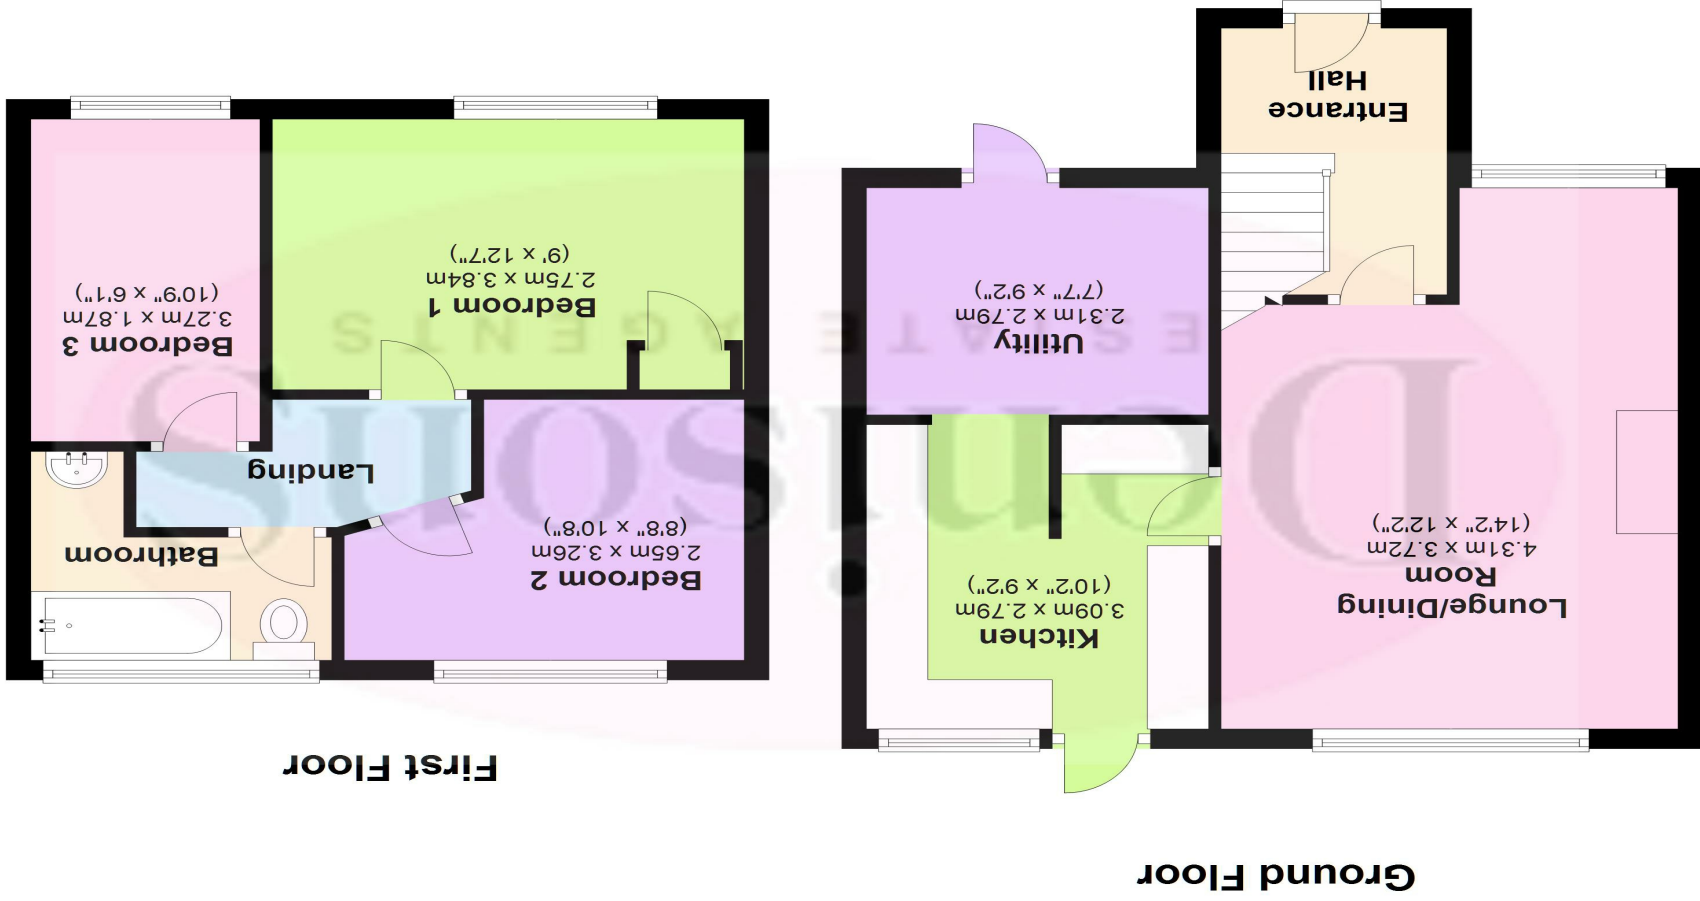 Ground Floor
Lounge/Dining
Room
4.31m x 3.72m
(14'2" x 12'2")
Kitchen
3.09m x 2.79m
(10'2" x 9'2")
Utility
2.31m x 2.79m
(7'7" x 9'2")
Entrance
Hall
First Floor
Bedroom 2
2.65m x 3.26m
(8'8" x 10'8")
Bathroom
Landing
Bedroom 1
2.75m x 3.84m
(9' x 12'7")
Bedroom 3
3.27m x 1.87m
(10'9" x 6'1")
Denisons
ESTATE AGENTS